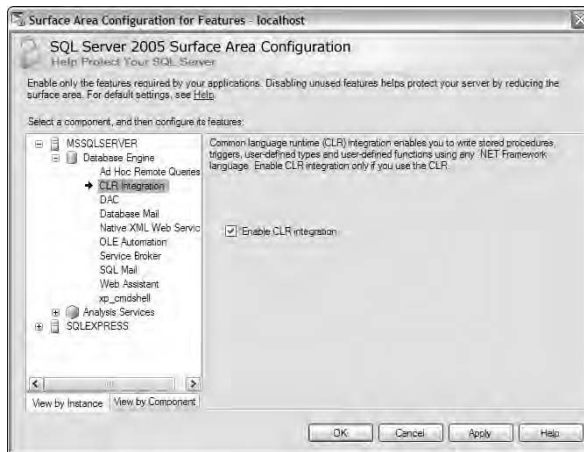 Surface Area Configuration for Features - localhost
SQL Server 2005 Surface Area Configuration
Help Protect Your SQL Server
Enable only the features required by your applications. Disabling unused features helps protect your server by reducing the
surface area. For default settings, see Help.
Select a component, and then configure its features:
MSSQLSERVER
Database Engine
Ad Hoc Remote Queries
CLR Integration
DAC
Database Mail
Native XML Web Servic
OLE Automation
Service Broker
SQL Mail
Web Assistant
xp_cmdshell
Analysis Services
SQLEXPRESS
View by Instance View by Component
Common language runtime (CLR) integration enables you to write stored procedures,
triggers, user-defined types and user-defined functions using any .NET Framework
language. Enable CLR integration only if you use the CLR.
Enable CLR integration
OK Cancel Apply Help